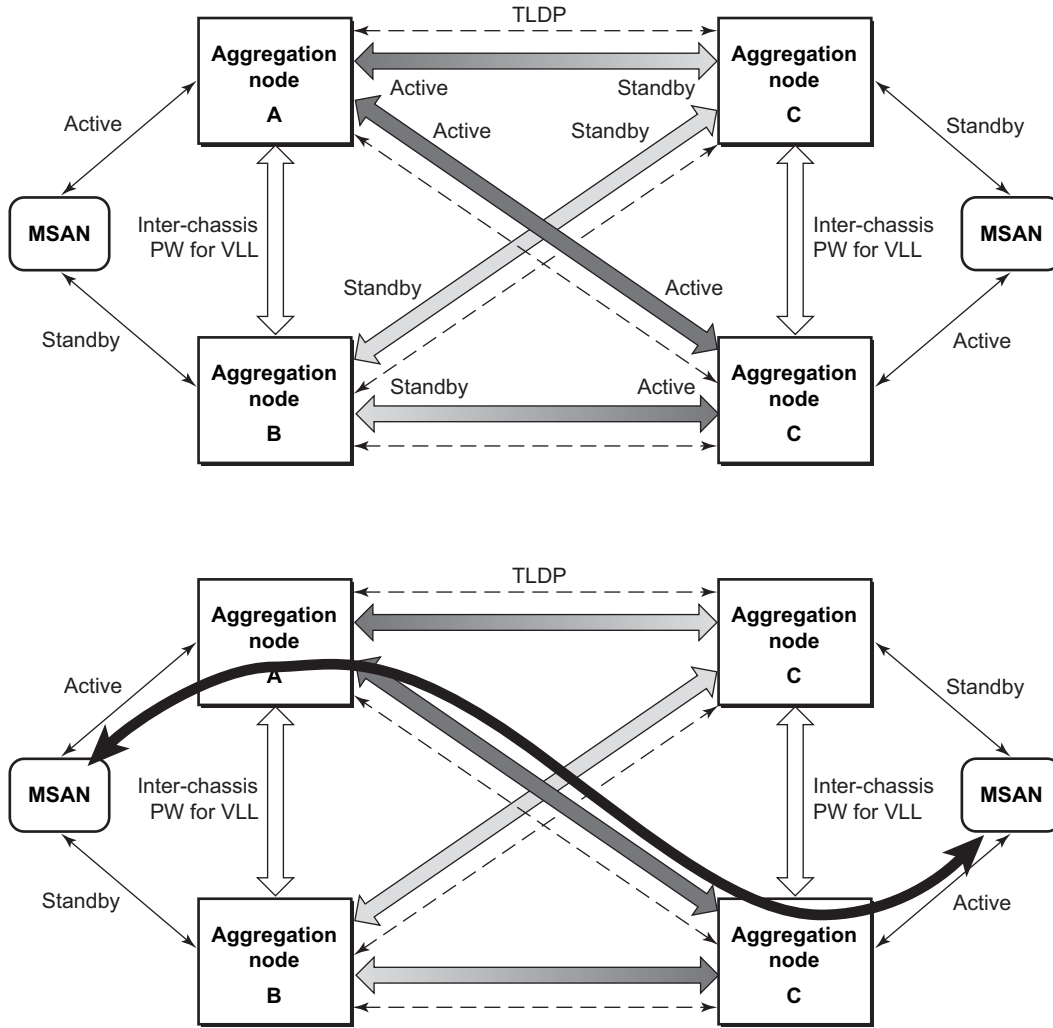 TLDP
Aggregation
node
A
Aggregation
node
C
Active
Standby
Active
Standby
Active
Standby
MSAN
Inter-chassis
PW for VLL
Inter-chassis
PW for VLL
MSAN
Standby
Active
Standby
Active
Aggregation
node
B
Standby
Active
Aggregation
node
C
TLDP
Aggregation
node
A
Aggregation
node
C
Active
Standby
MSAN
Inter-chassis
PW for VLL
Inter-chassis
PW for VLL
MSAN
Standby
Active
Aggregation
node
B
Aggregation
node
C